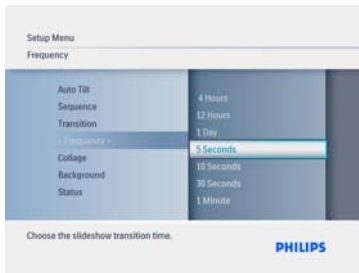 Setup Menu
Frequency
Auto Tilt
Sequence
Transition
< Frequency >
Collage
Background
Status
4 Hours
12 Hours
1 Day
5 Seconds
10 Seconds
30 Seconds
1 Minute
Choose the slideshow transition time.
PHILIPS